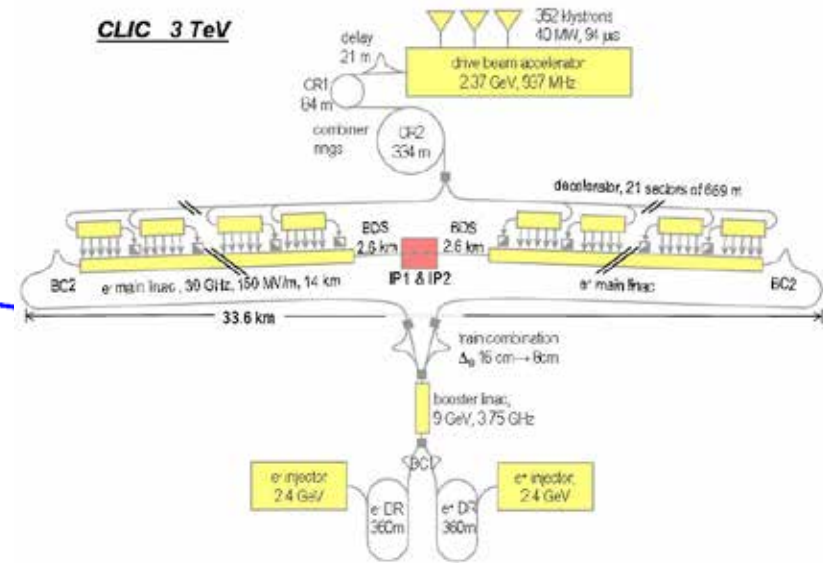 CLIC 3 TeV
352 klystrons
40 MW, 94 µs
delay
21 m
drive beam accelerator
2.37 GeV, 937 MHz
CR1
84 m
combiner
rings
CR2
334 m
decelerator, 21 sectors of 669 m
BDS
2.6 km
BDS
2.6 km
IP1 & IP2
BC2
e⁻ main linac, 30 GHz, 150 MV/m, 14 km
e⁺ main linac
BC2
33.6 km
train combination
16 cm → 8cm
booster linac,
9 GeV, 3.75 GHz
BC1
e⁻ injector,
2.4 GeV
e⁻ DR
360m
e⁺ DR
360m
e⁺ injector,
2.4 GeV